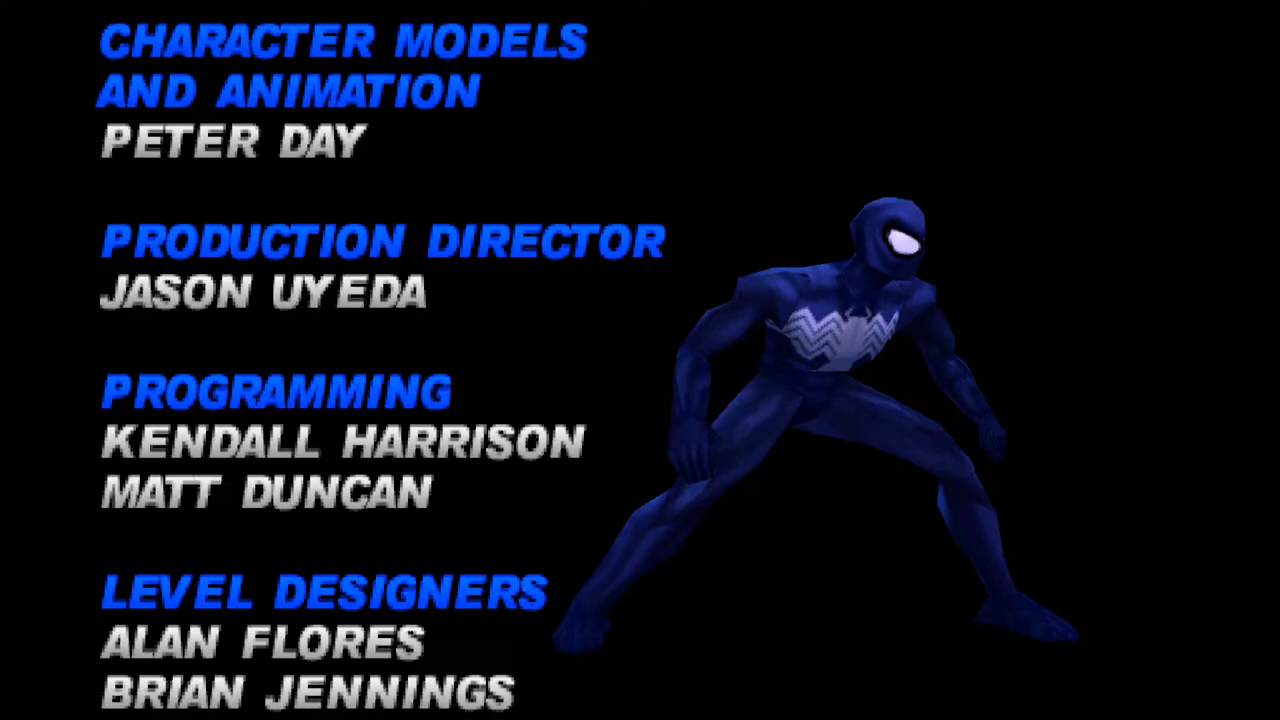 CHARACTER MODELS
AND ANIMATION
PETER DAY
PRODUCTION DIRECTOR
JASON UYEDA
PROGRAMMING
KENDALL HARRISON
MATT DUNCAN
LEVEL DESIGNERS
ALAN FLORES
BRIAN JENNINGS